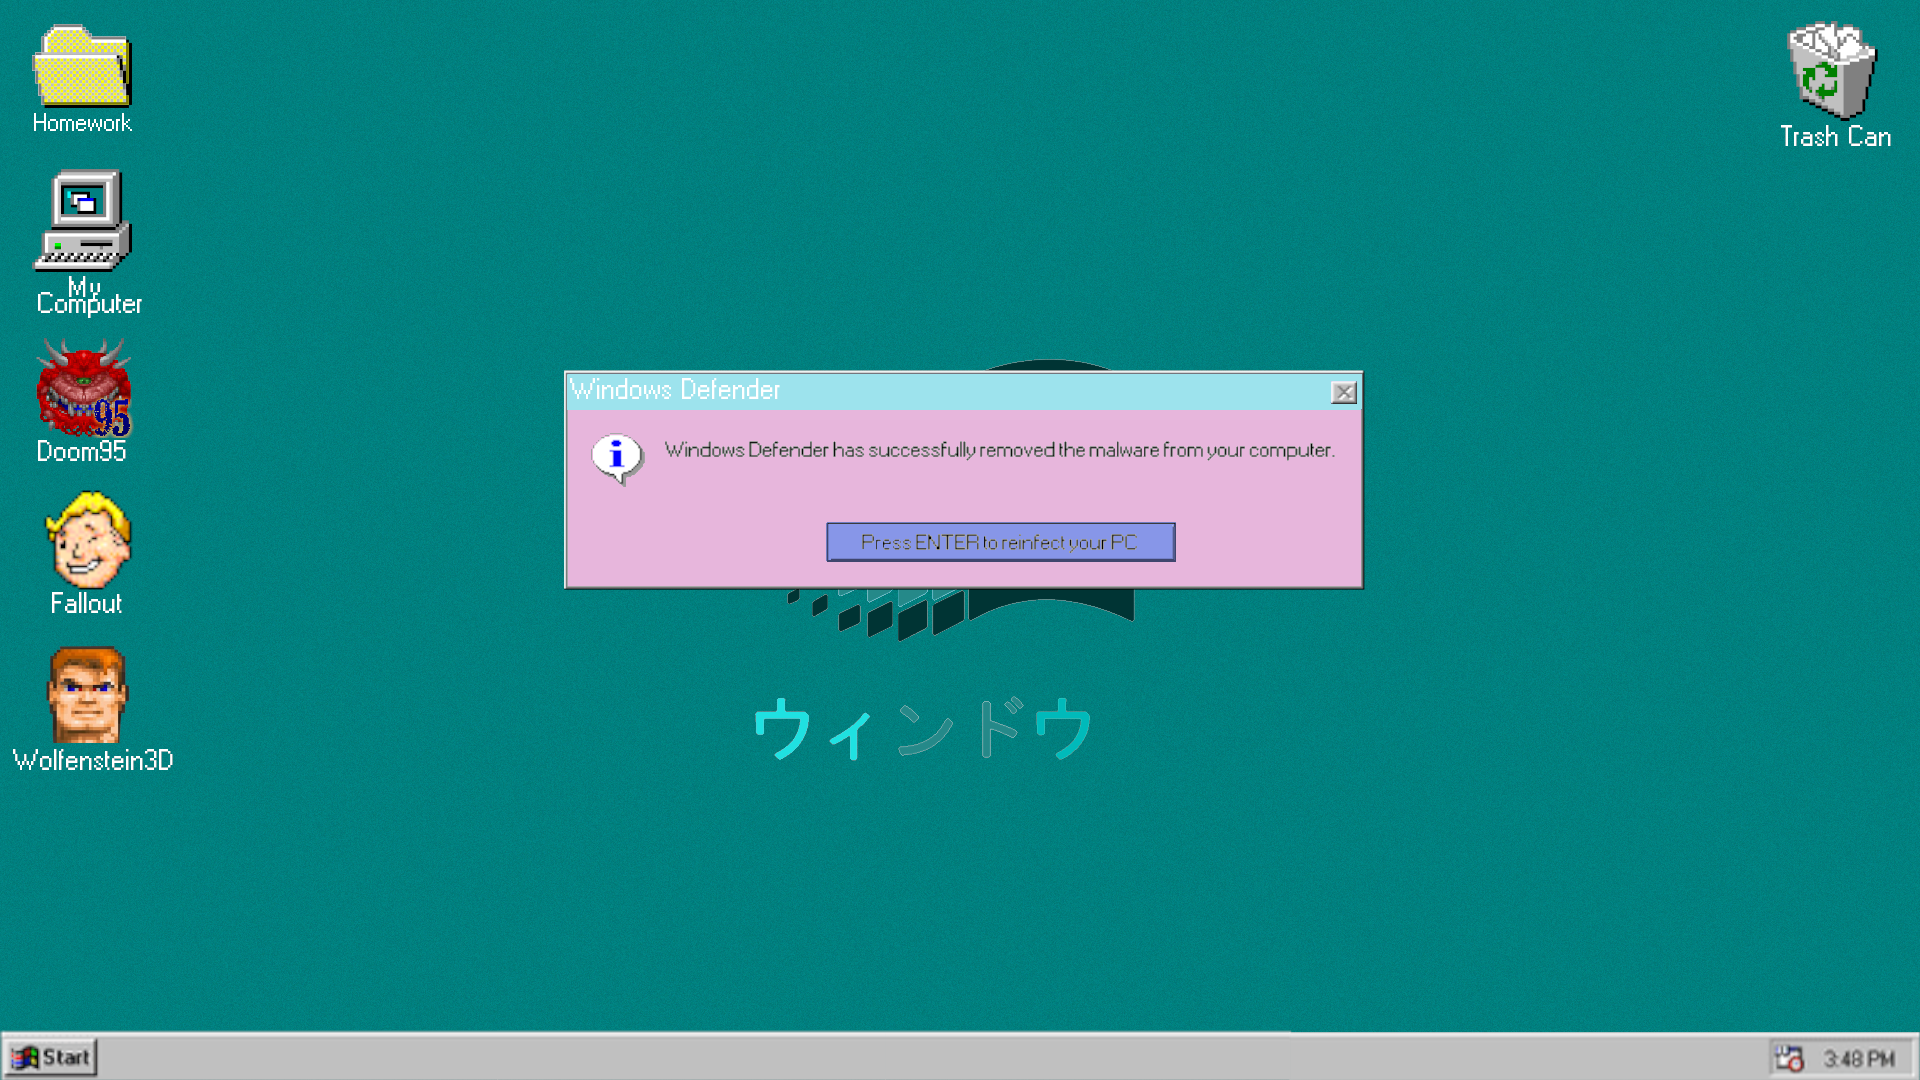 Homework
My
Computer
Doom95
95
Fallout
Wolfenstein3D
Trash Can
Windows Defender
Windows Defender has successfully removed the malware from your computer.
Press ENTER to reinfect your PC
ウィンドウ
Start
3:48 PM